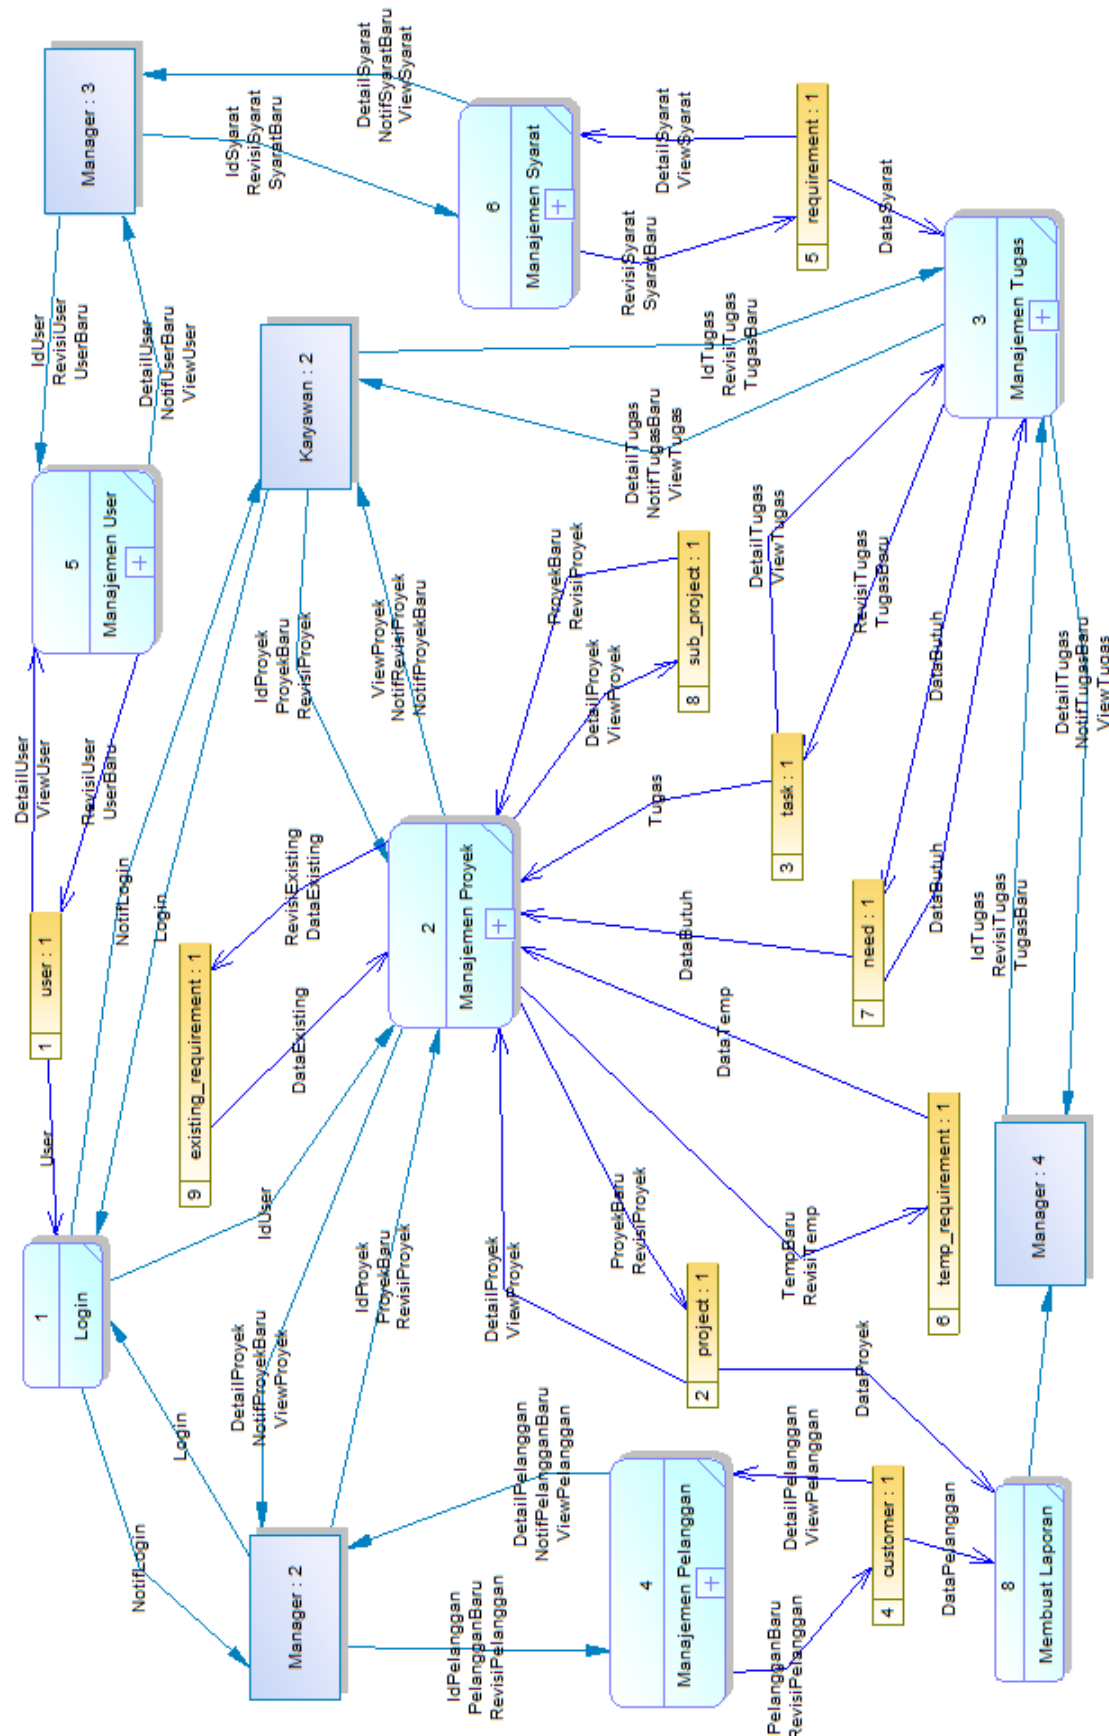 NotifLogin
Manager : 2
Login
1
Login
User
1
user : 1
DetailUser
ViewUser
RevisiUser
UserBaru
5
Manajemen User
IdUser
RevisiUser
UserBaru
DetailUser
NotifUserBaru
ViewUser
Manager : 3
NotifLogin
Login
9
existing_requirement : 1
RevisiExisting
DataExisting
DataExisting
IdUser
DetailProyek
NotifProyekBaru
ViewProyek
IdProyek
ProyekBaru
RevisiProyek
IdProyek
ProyekBaru
RevisiProyek
ViewProyek
NotifRevisiProyek
NotifProyekBaru
Karyawan : 2
IdSyarat
RevisiSyarat
SyaratBaru
DetailSyarat
NotifSyaratBaru
ViewSyarat
6
Manajemen Syarat
2
Manajemen Proyek
IdPelanggan
PelangganBaru
RevisiPelanggan
DetailPelanggan
NotifPelangganBaru
ViewPelanggan
DetailProyek
ViewProyek
ProyekBaru
RevisiProyek
ProyekBaru
RevisiProyek
DetailProyek
ViewProyek
DetailTugas
NotifTugasBaru
ViewTugas
IdTugas
RevisiTugas
TugasBaru
RevisiSyarat
SyaratBaru
DetailSyarat
ViewSyarat
4
Manajemen Pelanggan
2
project : 1
TempBaru
RevisiTemp
DataTemp
DataButuh
Tugas
8
sub_project : 1
DetailTugas
ViewTugas
5
requirement : 1
PelangganBaru
RevisiPelanggan
DetailPelanggan
ViewPelanggan
DataProyek
3
task : 1
RevisiTugas
TugasBaru
DataSyarat
4
customer : 1
6
temp_requirement : 1
7
need : 1
DataButuh
DataButuh
3
Manajemen Tugas
DataPelanggan
8
Membuat Laporan
Manager : 4
IdTugas
RevisiTugas
TugasBaru
DetailTugas
NotifTugasBaru
ViewTugas